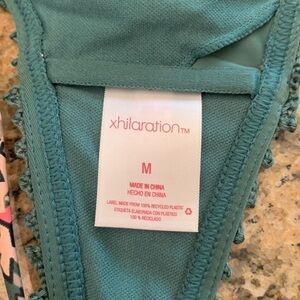 xhilaration™
M
MADE IN CHINA
HECHO EN CHINA
LABEL MADE FROM 100% RECYCLED PLASTIC
ETIQUETA ELABORADA CON PLASTICO
100 % RECICLADO